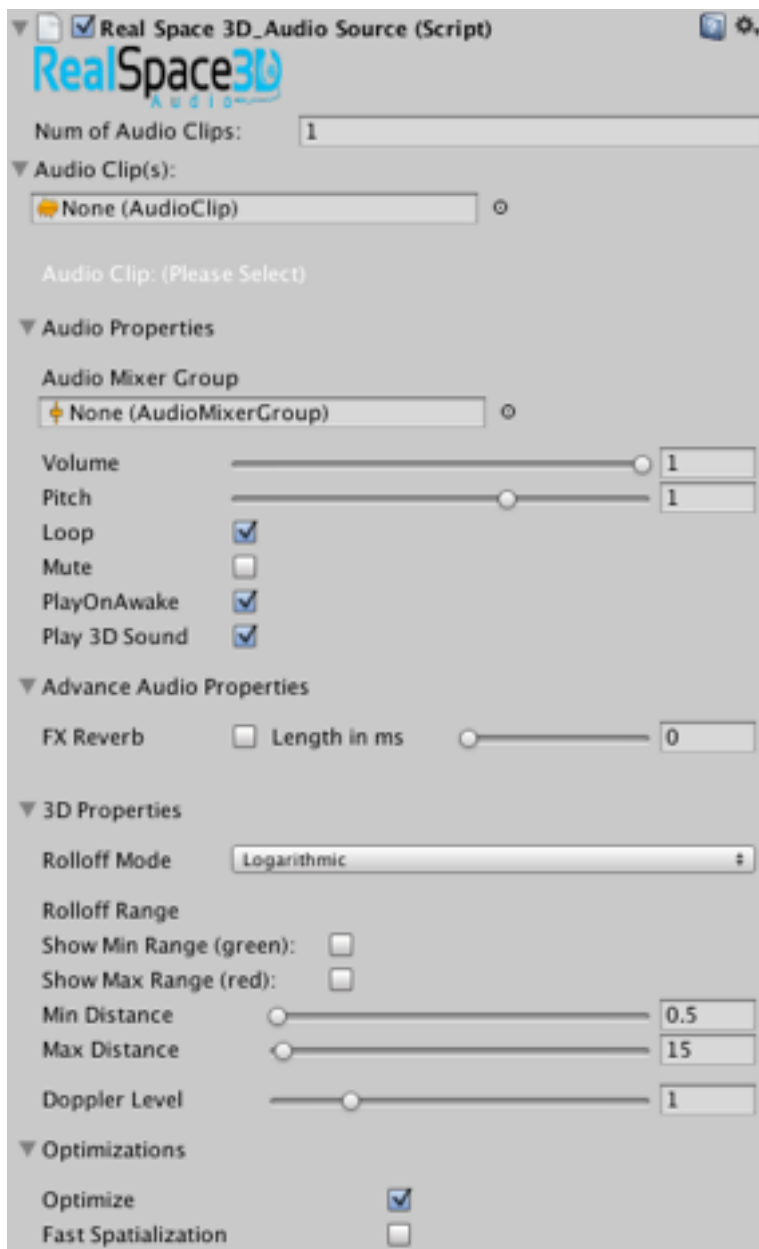 Real Space 3D_Audio Source (Script)
RealSpace3D
Audio
Num of Audio Clips: 1
Audio Clip(s):
None (AudioClip)
Audio Clip: (Please Select)
Audio Properties
Audio Mixer Group
None (AudioMixerGroup)
Volume 1
Pitch 1
Loop
Mute
PlayOnAwake
Play 3D Sound
Advance Audio Properties
FX Reverb Length in ms 0
3D Properties
Rolloff Mode Logarithmic
Rolloff Range
Show Min Range (green):
Show Max Range (red):
Min Distance 0.5
Max Distance 15
Doppler Level 1
Optimizations
Optimize
Fast Spatialization